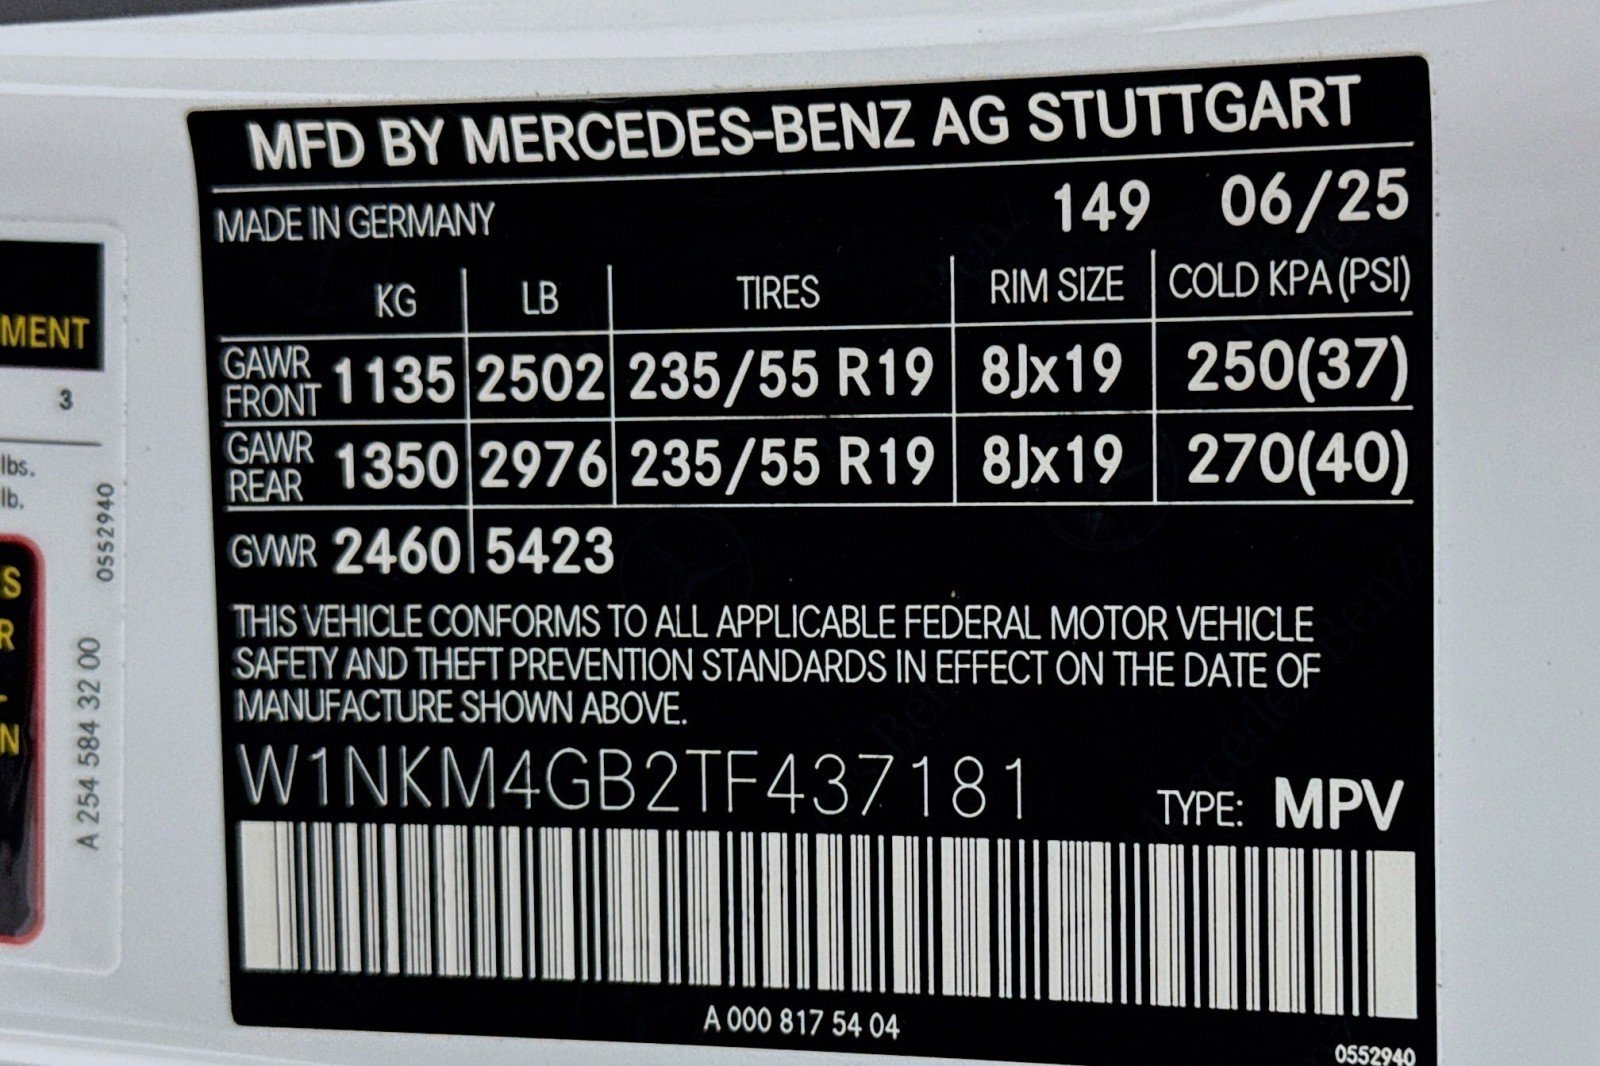 MFD BY MERCEDES-BENZ AG STUTTGART
MADE IN GERMANY 149 06/25
KG LB TIRES RIM SIZE COLD KPA (PSI)
GAWR FRONT 1135 2502 235/55 R19 8Jx19 250(37)
GAWR REAR 1350 2976 235/55 R19 8Jx19 270(40)
GVWR 2460 5423
THIS VEHICLE CONFORMS TO ALL APPLICABLE FEDERAL MOTOR VEHICLE
SAFETY AND THEFT PREVENTION STANDARDS IN EFFECT ON THE DATE OF
MANUFACTURE SHOWN ABOVE.
W1NKM4GB2TF437181 TYPE: MPV
A 000 817 54 04
0552940
MENT
3
lbs.
lb.
S
R
-
N
0552940
A 254 584 32 00